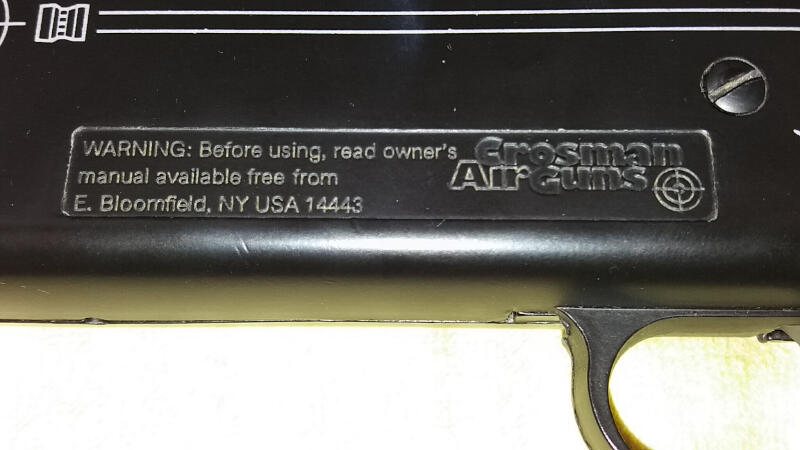 WARNING: Before using, read owner's
manual available free from
E. Bloomfield, NY USA 14443
Crosman
AirGuns